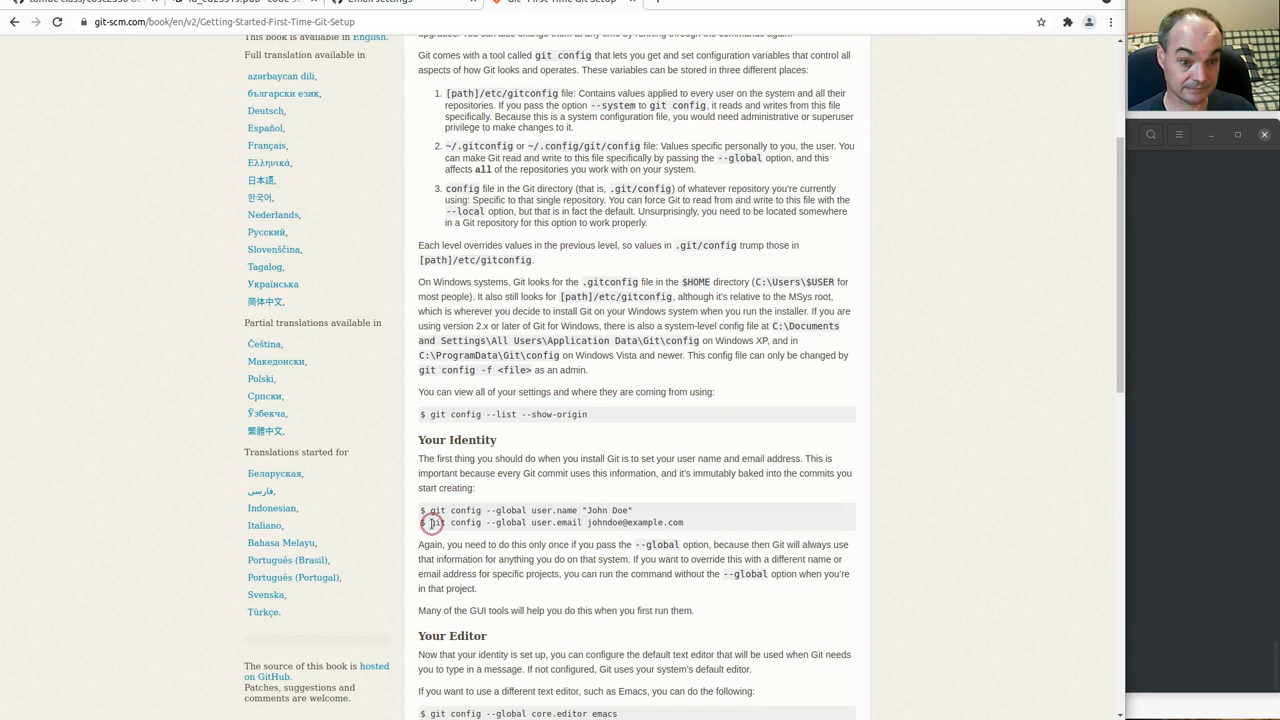 Email settings
git-scm.com/book/en/v2/Getting-Started-First-Time-Git-Setup
This book is available in English.
Full translation available in
azərbaycan dili,
български език,
Deutsch,
Español,
Français,
Ελληνικά,
日本語,
한국어,
Nederlands,
Русский,
Slovenščina,
Tagalog,
Українська
简体中文,
Partial translations available in
Čeština,
Македонски,
Polski,
Српски,
Ўзбекча,
繁體中文,
Translations started for
Беларуская,
فارسی,
Indonesian,
Italiano,
Bahasa Melayu,
Português (Brasil),
Português (Portugal),
Svenska,
Türkçe.
The source of this book is hosted
on GitHub.
Patches, suggestions and
comments are welcome.
Git comes with a tool called git config that lets you get and set configuration variables that control all
aspects of how Git looks and operates. These variables can be stored in three different places:
1. [path]/etc/gitconfig file: Contains values applied to every user on the system and all their
repositories. If you pass the option --system to git config, it reads and writes from this file
specifically. Because this is a system configuration file, you would need administrative or superuser
privilege to make changes to it.
2. ~/.gitconfig or ~/.config/git/config file: Values specific personally to you, the user. You
can make Git read and write to this file specifically by passing the --global option, and this
affects all of the repositories you work with on your system.
3. config file in the Git directory (that is, .git/config) of whatever repository you're currently
using: Specific to that single repository. You can force Git to read from and write to this file with the
--local option, but that is in fact the default. Unsurprisingly, you need to be located somewhere
in a Git repository for this option to work properly.
Each level overrides values in the previous level, so values in .git/config trump those in
[path]/etc/gitconfig.
On Windows systems, Git looks for the .gitconfig file in the $HOME directory (C:\Users\$USER for
most people). It also still looks for [path]/etc/gitconfig, although it's relative to the MSys root,
which is wherever you decide to install Git on your Windows system when you run the installer. If you are
using version 2.x or later of Git for Windows, there is also a system-level config file at C:\Documents
and Settings\All Users\Application Data\Git\config on Windows XP, and in
C:\ProgramData\Git\config on Windows Vista and newer. This config file can only be changed by
git config -f <file> as an admin.
You can view all of your settings and where they are coming from using:
$ git config --list --show-origin
Your Identity
The first thing you should do when you install Git is to set your user name and email address. This is
important because every Git commit uses this information, and it's immutably baked into the commits you
start creating:
$ git config --global user.name "John Doe"
$ git config --global user.email johndoe@example.com
Again, you need to do this only once if you pass the --global option, because then Git will always use
that information for anything you do on that system. If you want to override this with a different name or
email address for specific projects, you can run the command without the --global option when you're
in that project.
Many of the GUI tools will help you do this when you first run them.
Your Editor
Now that your identity is set up, you can configure the default text editor that will be used when Git needs
you to type in a message. If not configured, Git uses your system's default editor.
If you want to use a different text editor, such as Emacs, you can do the following:
$ git config --global core.editor emacs